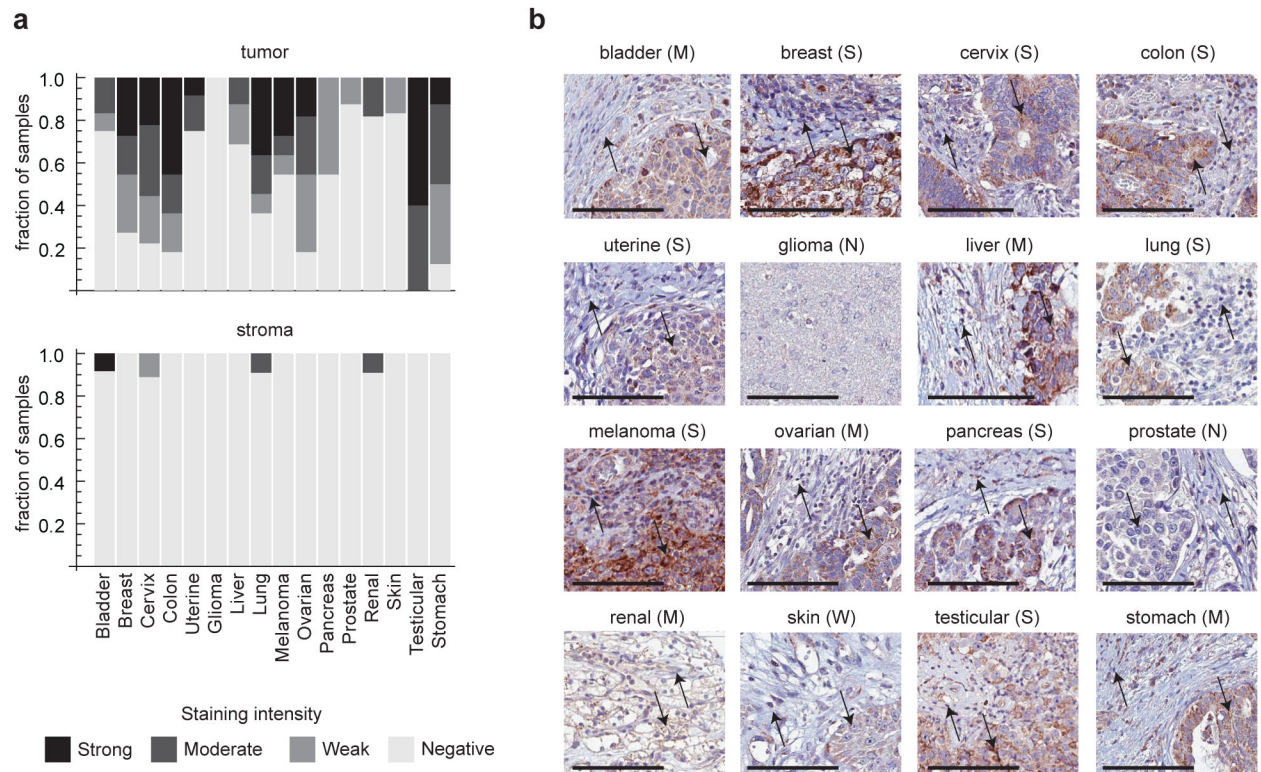 a
tumor
fraction of samples
1.0
0.8
0.6
0.4
0.2
stroma
fraction of samples
1.0
0.8
0.6
0.4
0.2
Bladder
Breast
Cervix
Colon
Uterine
Glioma
Liver
Lung
Melanoma
Ovarian
Pancreas
Prostate
Renal
Skin
Testicular
Stomach
Staining intensity
Strong Moderate Weak Negative
b
bladder (M) breast (S) cervix (S) colon (S)
uterine (S) glioma (N) liver (M) lung (S)
melanoma (S) ovarian (M) pancreas (S) prostate (N)
renal (M) skin (W) testicular (S) stomach (M)